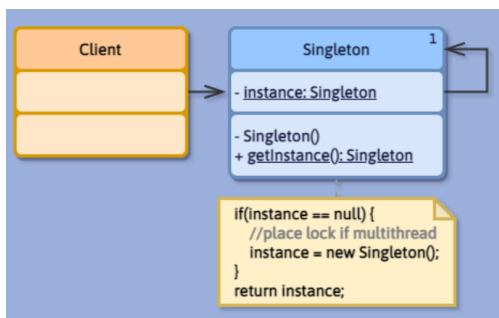 Client
Singleton
1
- instance: Singleton
- Singleton()
+ getInstance(): Singleton
if(instance == null) {
//place lock if multithread
instance = new Singleton();
}
return instance;